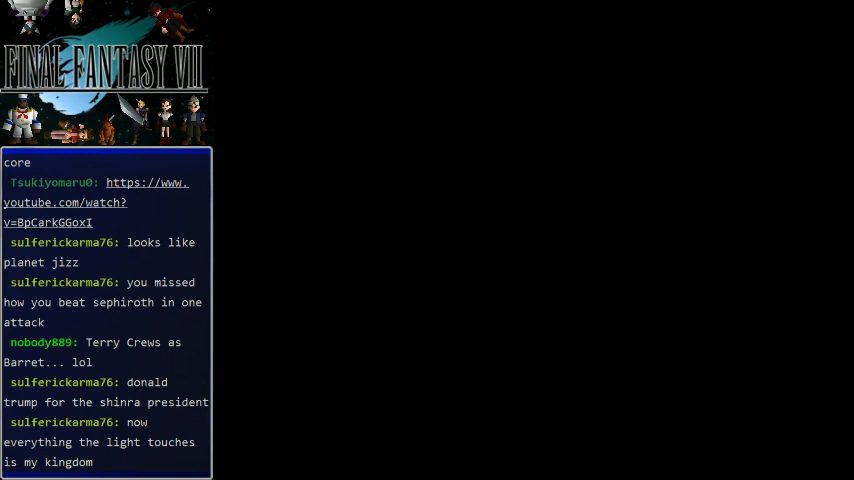 FINAL FANTASY VII
core
Tsukiyomaru0: https://www.
youtube.com/watch?
v=BpCarkGGoxI
sulferickarma76: looks like
planet jizz
sulferickarma76: you missed
how you beat sephiroth in one
attack
nobody889: Terry Crews as
Barret... lol
sulferickarma76: donald
trump for the shinra president
sulferickarma76: now
everything the light touches
is my kingdom